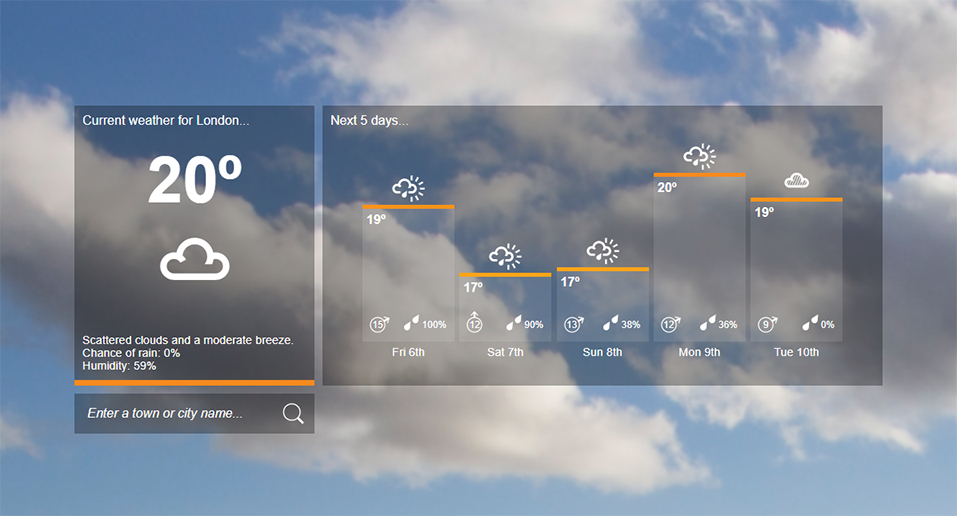 Current weather for London...
20º
Scattered clouds and a moderate breeze.
Chance of rain: 0%
Humidity: 59%
Enter a town or city name...
Next 5 days...
19º
15 100%
Fri 6th
17º
12 90%
Sat 7th
17º
13 38%
Sun 8th
20º
12 36%
Mon 9th
19º
9 0%
Tue 10th